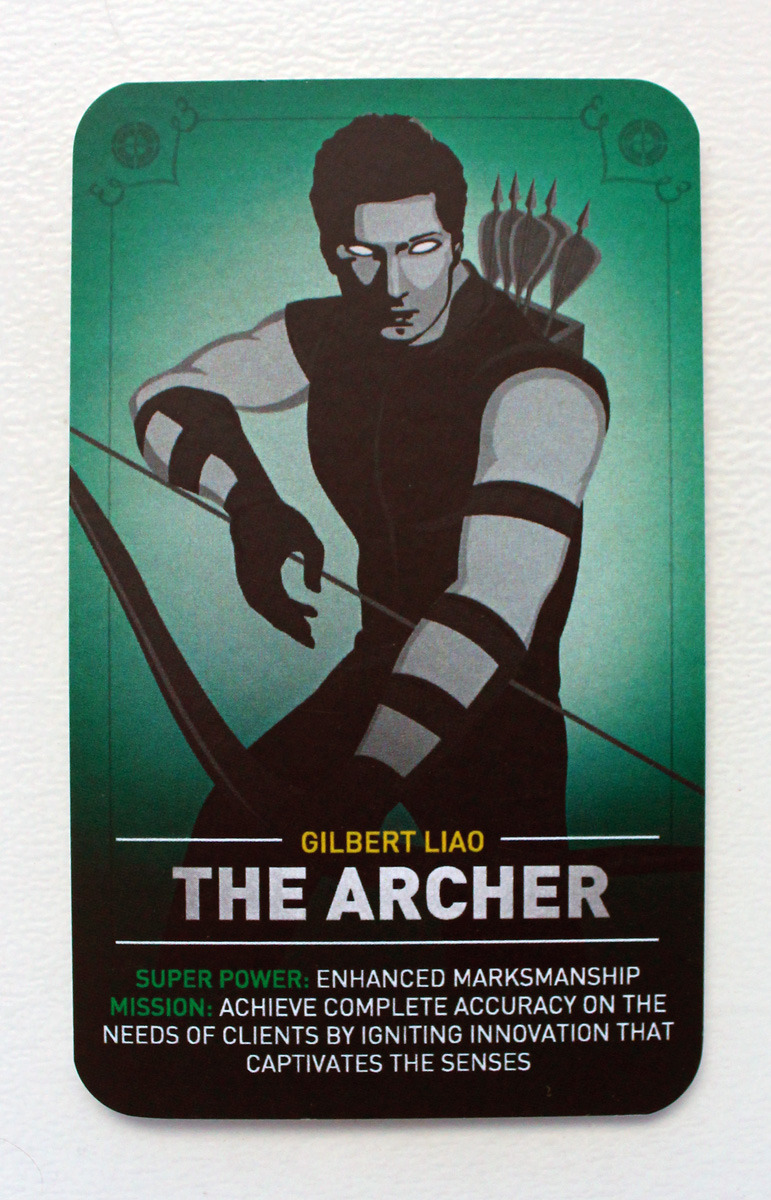 GILBERT LIAO
THE ARCHER
SUPER POWER: ENHANCED MARKSMANSHIP
MISSION: ACHIEVE COMPLETE ACCURACY ON THE
NEEDS OF CLIENTS BY IGNITING INNOVATION THAT
CAPTIVATES THE SENSES